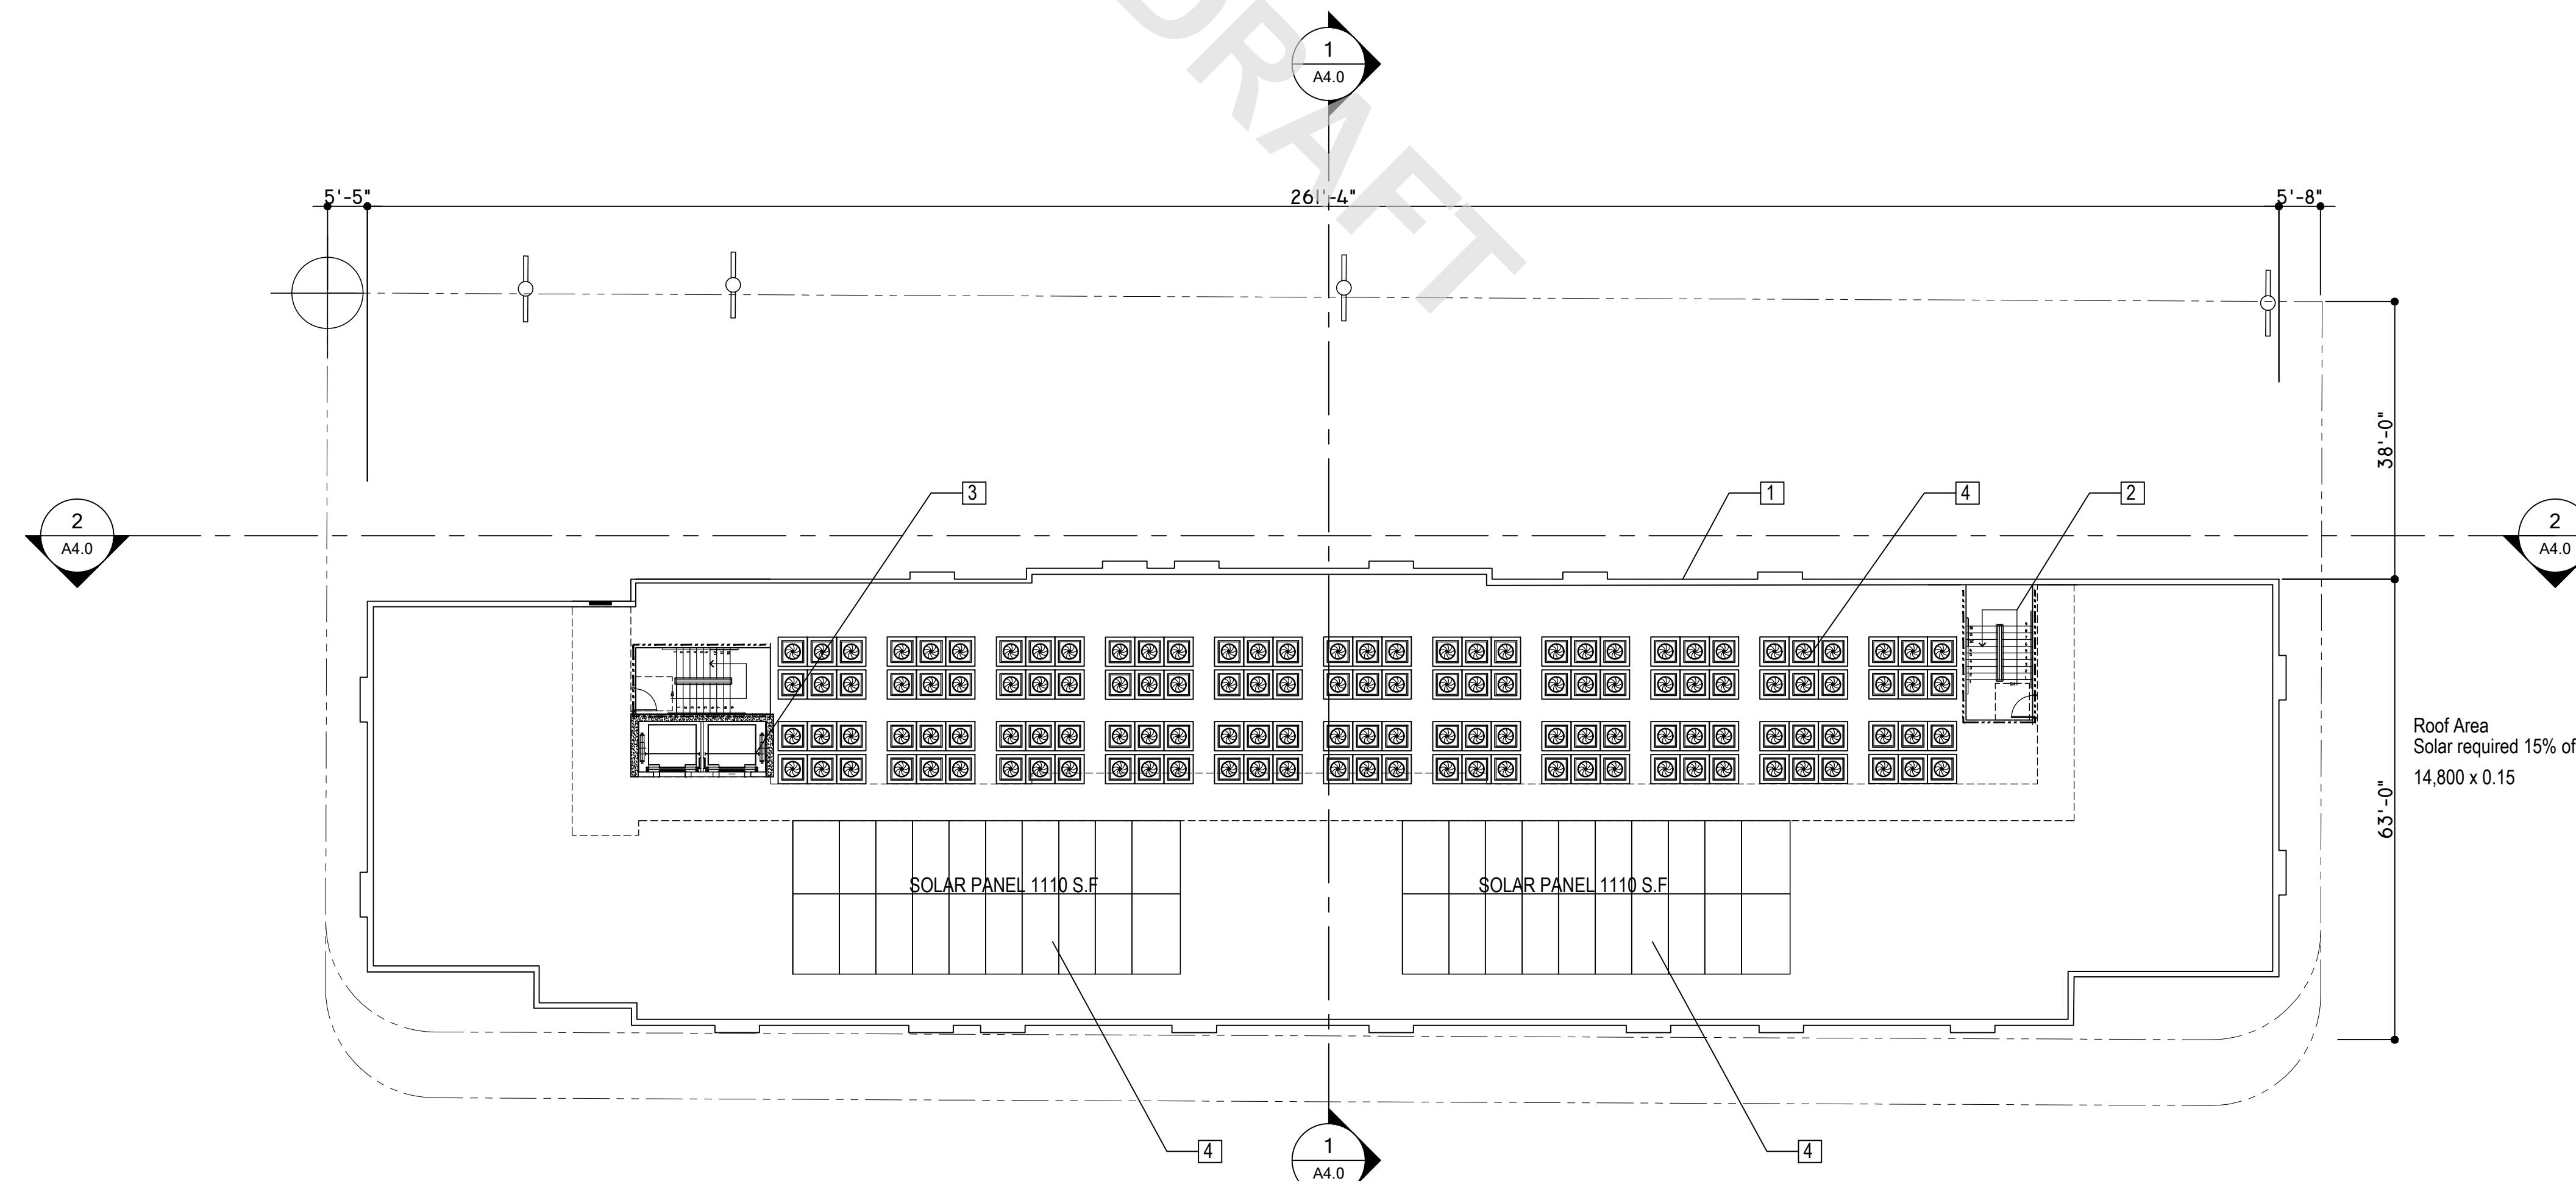 DRAFT
1
A4.0
5'-5"
261'-4"
5'-8"
38'-0"
3
1
4
2
2
A4.0
2
A4.0
Roof Area
Solar required 15% of
14,800 x 0.15
63'-0"
SOLAR PANEL 1110 S.F
SOLAR PANEL 1110 S.F
4
4
1
A4.0